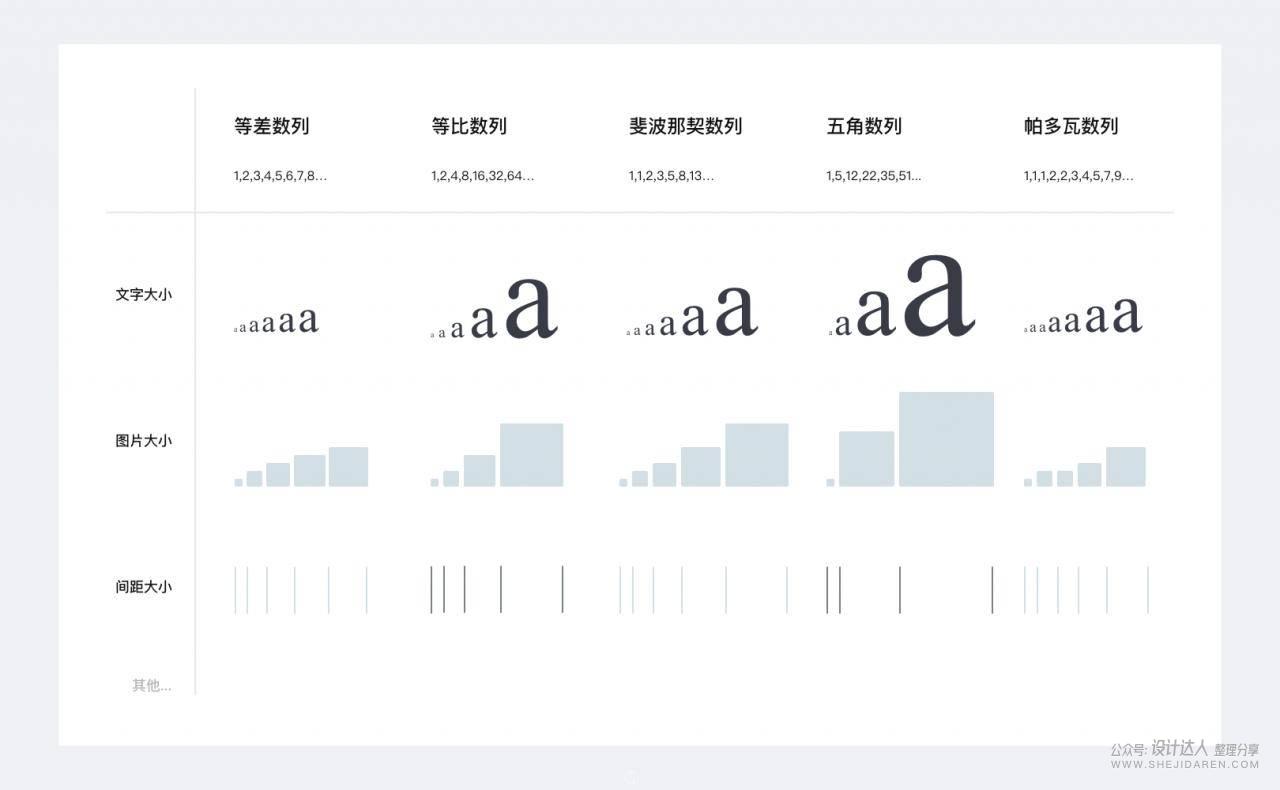 等差数列 等比数列 斐波那契数列 五角数列 帕多瓦数列
1,2,3,4,5,6,7,8… 1,2,4,8,16,32,64… 1,1,2,3,5,8,13… 1,5,12,22,35,51... 1,1,1,2,2,3,4,5,7,9…
文字大小 a a a a a a a a a a a a a a a a a a a a a a a a a a a a
图片大小
间距大小
其他...
公众号: 设计达人 整理分享
WWW.SHEJIDAREN.COM